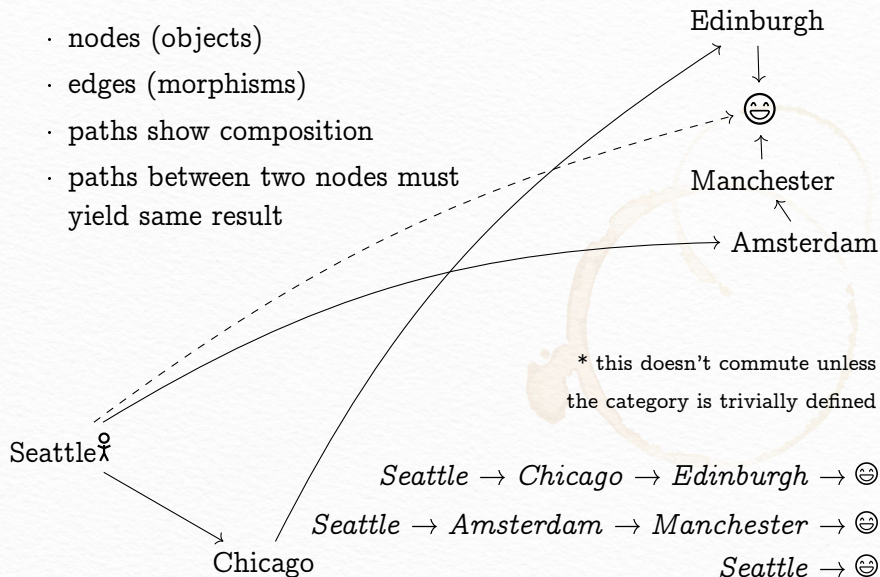 · nodes (objects)
· edges (morphisms)
· paths show composition
· paths between two nodes must
yield same result
Edinburgh
😄
Manchester
Amsterdam
* this doesn't commute unless
the category is trivially defined
Seattle
Chicago
Seattle → Chicago → Edinburgh → 😄
Seattle → Amsterdam → Manchester → 😄
Seattle → 😄